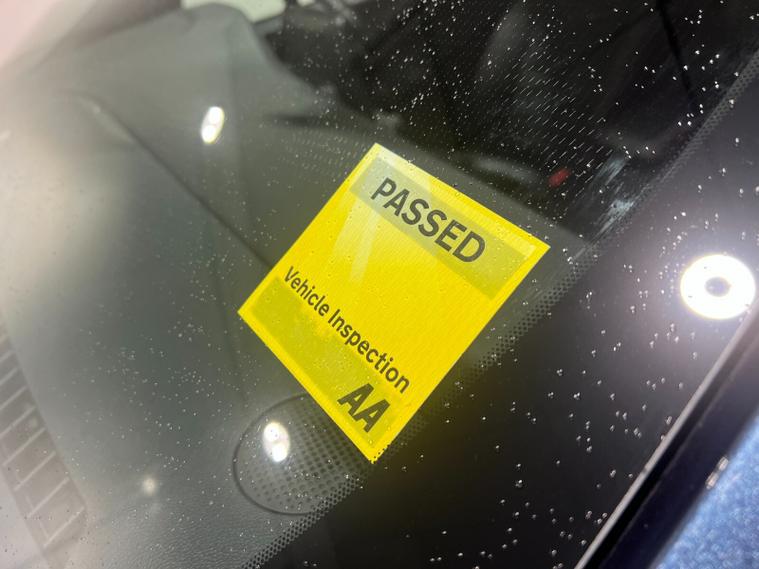 PASSED
Vehicle Inspection
AA